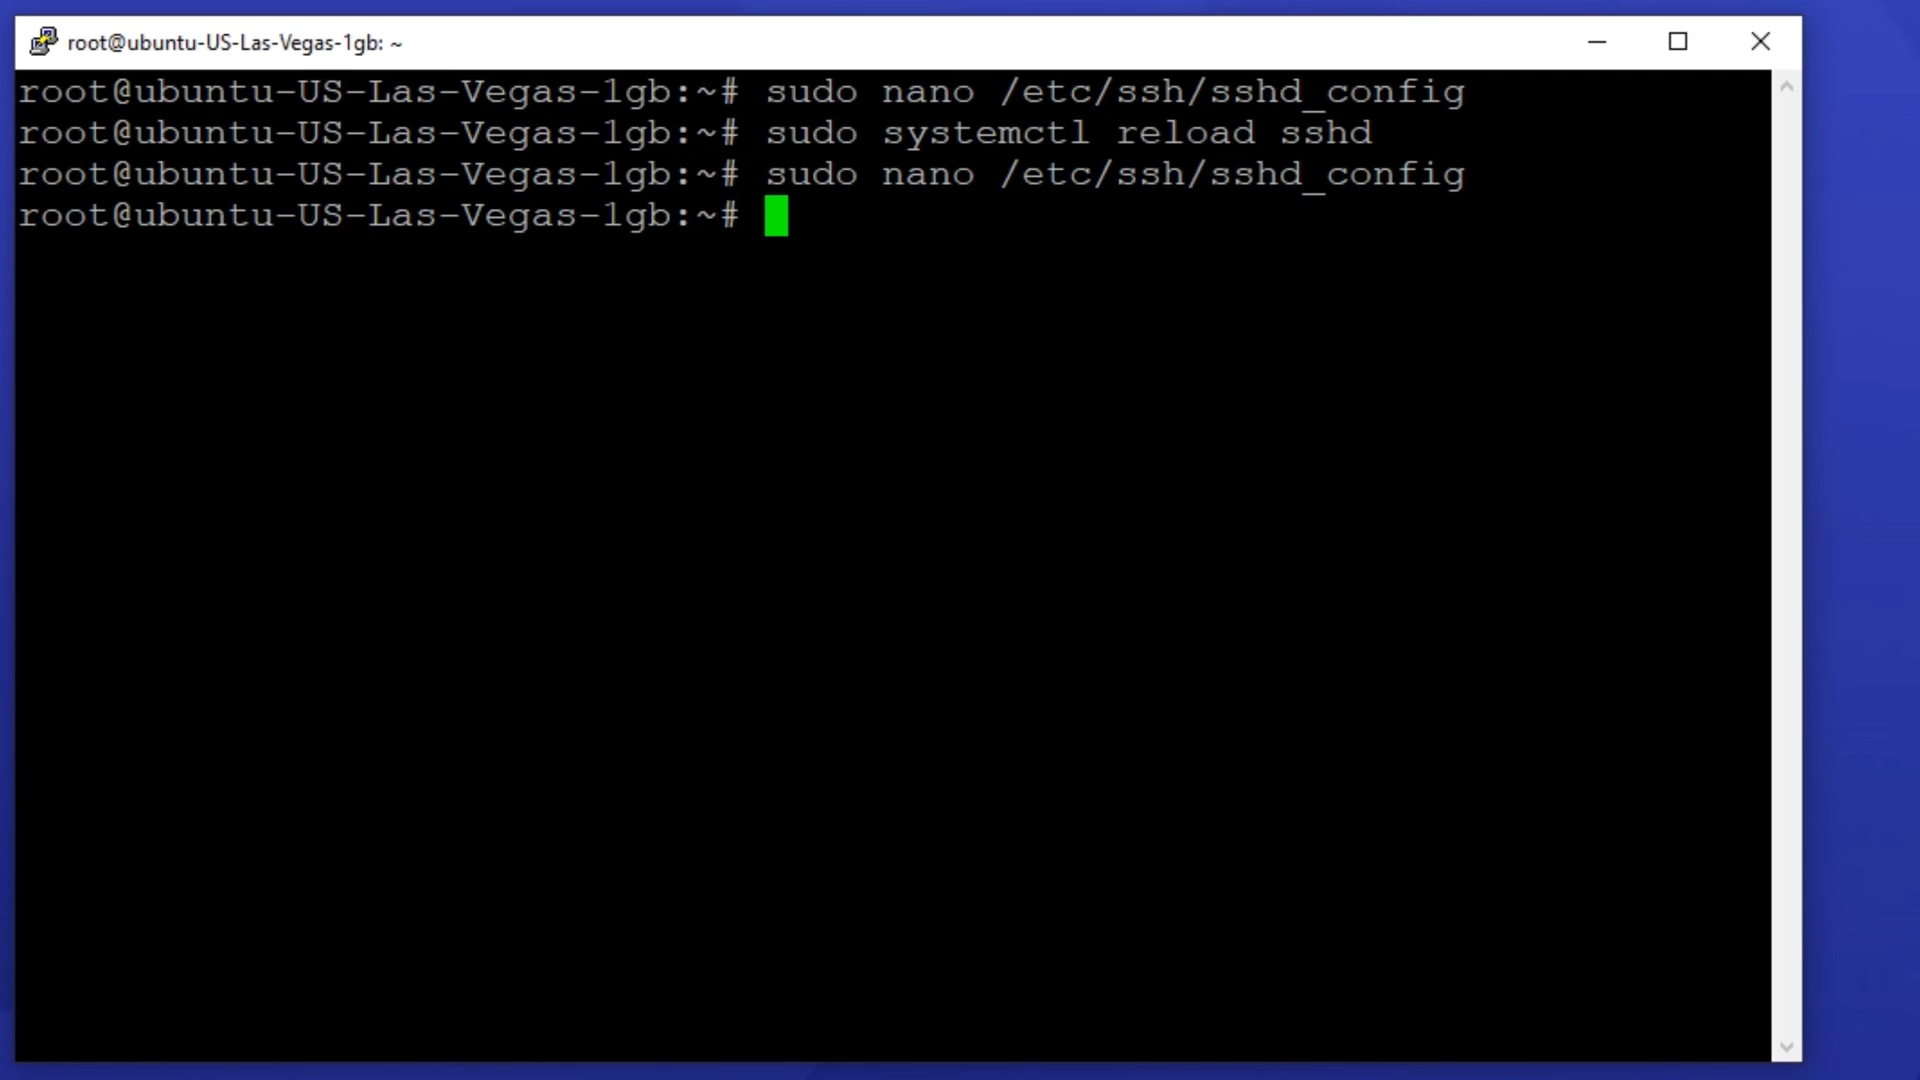 root@ubuntu-US-Las-Vegas-1gb: ~
root@ubuntu-US-Las-Vegas-1gb:~# sudo nano /etc/ssh/sshd_config
root@ubuntu-US-Las-Vegas-1gb:~# sudo systemctl reload sshd
root@ubuntu-US-Las-Vegas-1gb:~# sudo nano /etc/ssh/sshd_config
root@ubuntu-US-Las-Vegas-1gb:~#